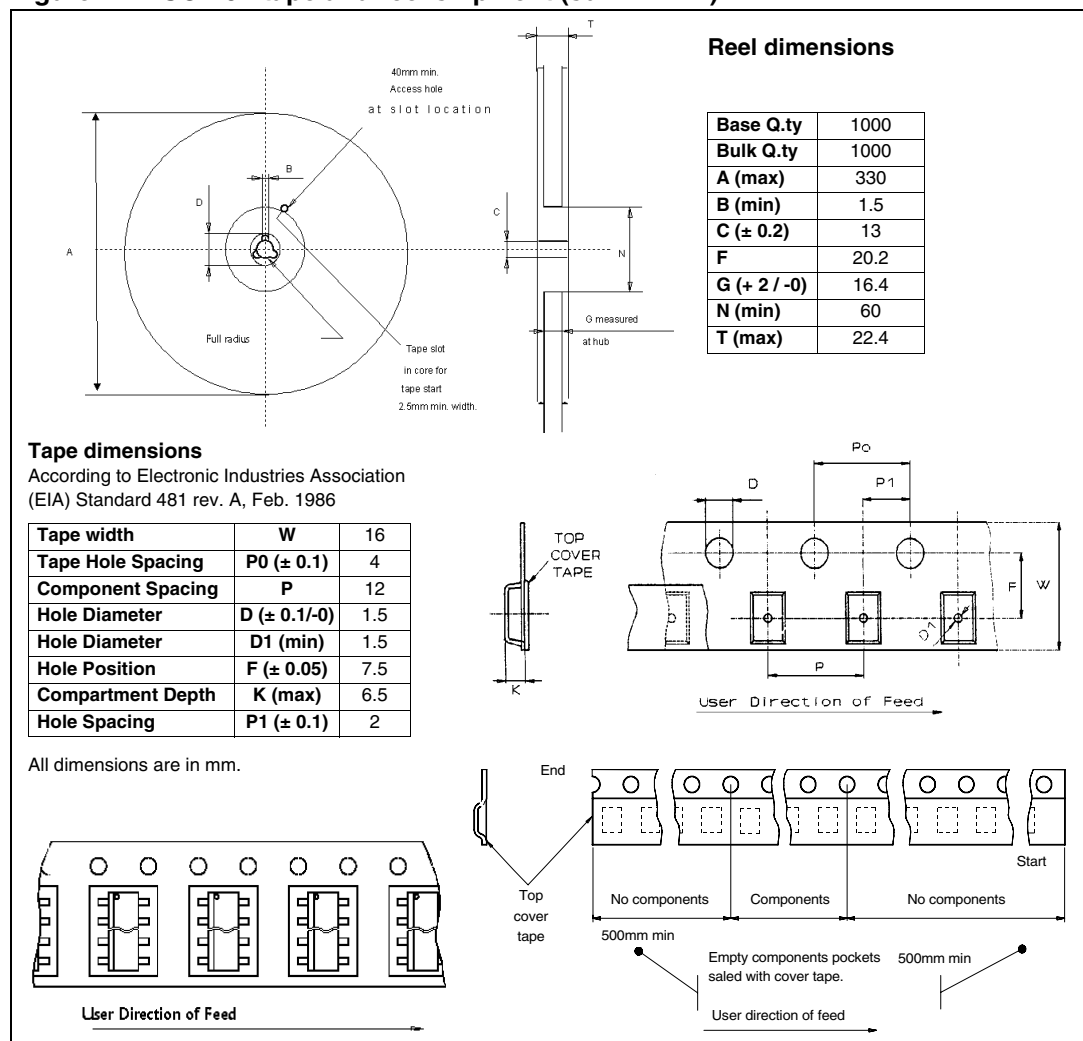 Reel dimensions
T
40mm min.
Access hole
at slot location
B
D
C
A
N
G measured
at hub
Full radius
Tape slot
in core for
tape start
2.5mm min. width.
Base Q.ty 1000
Bulk Q.ty 1000
A (max) 330
B (min) 1.5
C (± 0.2) 13
F 20.2
G (+ 2 / -0) 16.4
N (min) 60
T (max) 22.4
Tape dimensions
According to Electronic Industries Association
(EIA) Standard 481 rev. A, Feb. 1986
Tape width W 16
Tape Hole Spacing P0 (± 0.1) 4
Component Spacing P 12
Hole Diameter D (± 0.1/-0) 1.5
Hole Diameter D1 (min) 1.5
Hole Position F (± 0.05) 7.5
Compartment Depth K (max) 6.5
Hole Spacing P1 (± 0.1) 2
All dimensions are in mm.
Po
D
P1
TOP
COVER
TAPE
F
W
D1
K
P
User Direction of Feed
End
Start
Top
cover
tape
No components
Components
No components
500mm min
Empty components pockets
saled with cover tape.
500mm min
User direction of feed
User Direction of Feed